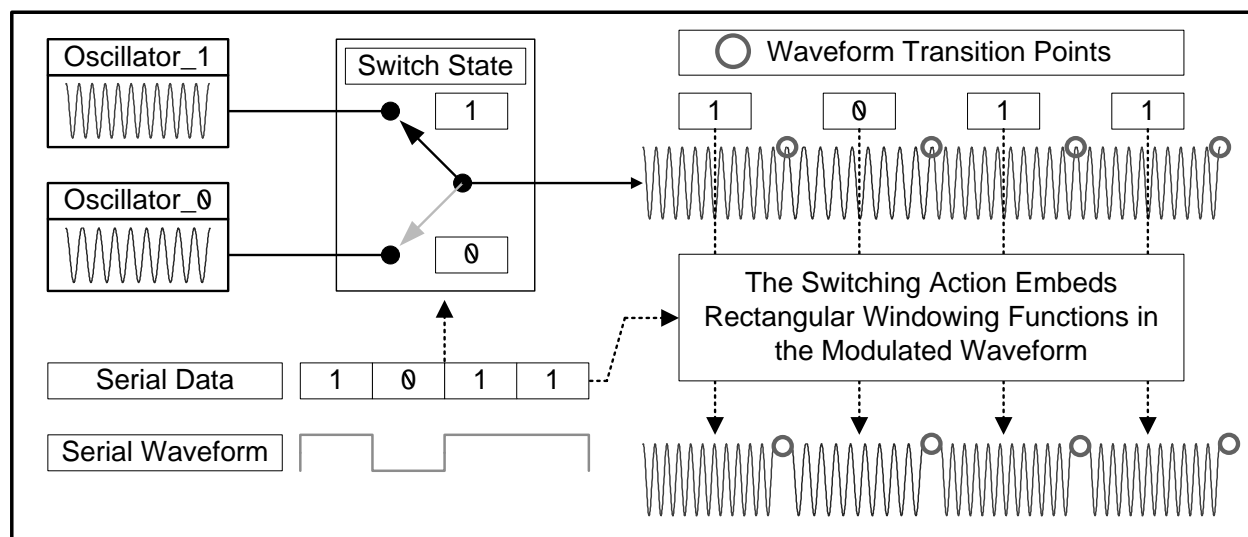 Oscillator_1
Switch State
1
0
Oscillator_0
Serial Data
1 0 1 1
Serial Waveform
Waveform Transition Points
1 0 1 1
The Switching Action Embeds
Rectangular Windowing Functions in
the Modulated Waveform